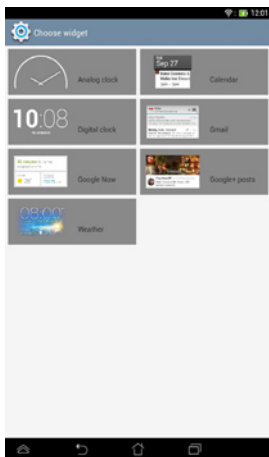 12:01
Choose widget
Analog clock
Sep 27
Calendar
10:08
Digital clock
Gmail
Google Now
Google+ posts
08:00
Weather